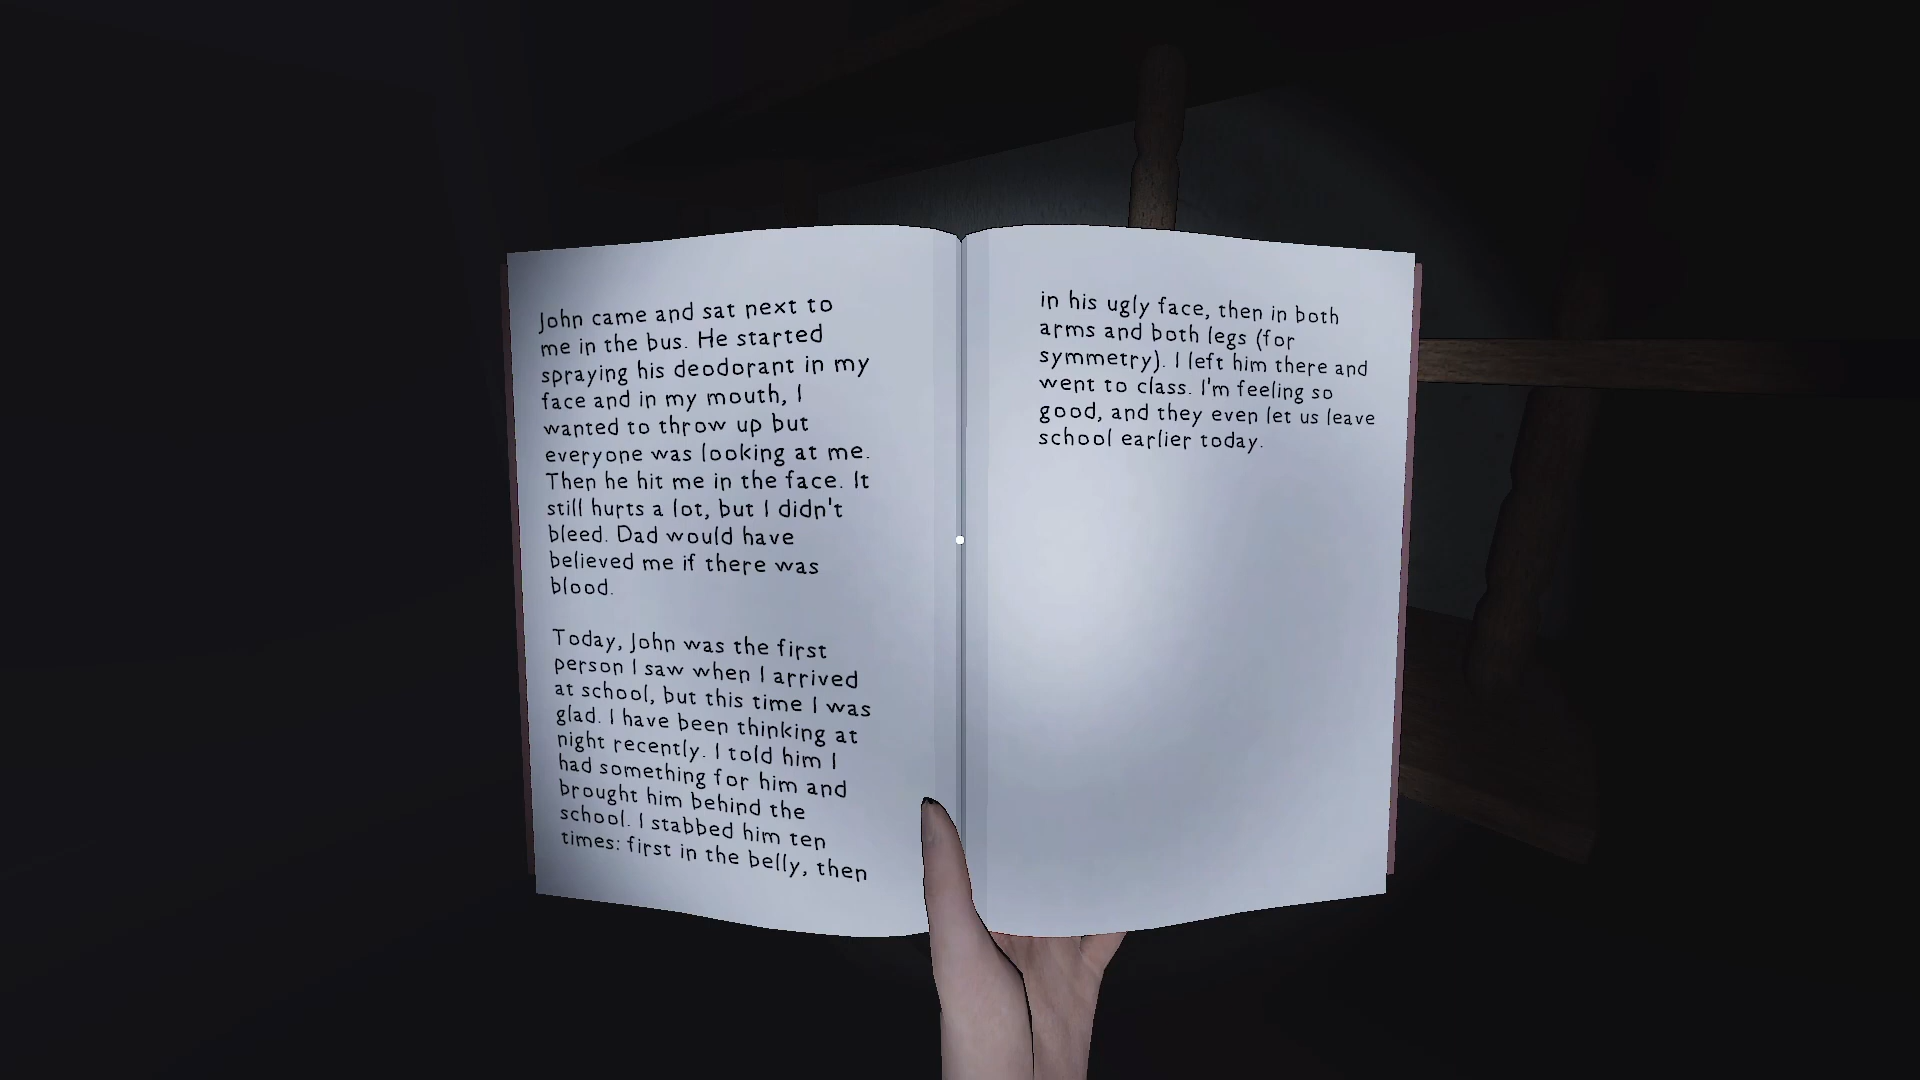 John came and sat next to
me in the bus. He started
spraying his deodorant in my
face and in my mouth, I
wanted to throw up but
everyone was looking at me.
Then he hit me in the face. It
still hurts a lot, but I didn't
bleed. Dad would have
believed me if there was
blood.
Today, John was the first
person I saw when I arrived
at school, but this time I was
glad. I have been thinking at
night recently. I told him I
had something for him and
brought him behind the
school. I stabbed him ten
times: first in the belly, then
in his ugly face, then in both
arms and both legs (for
symmetry). I left him there and
went to class. I'm feeling so
good, and they even let us leave
school earlier today.